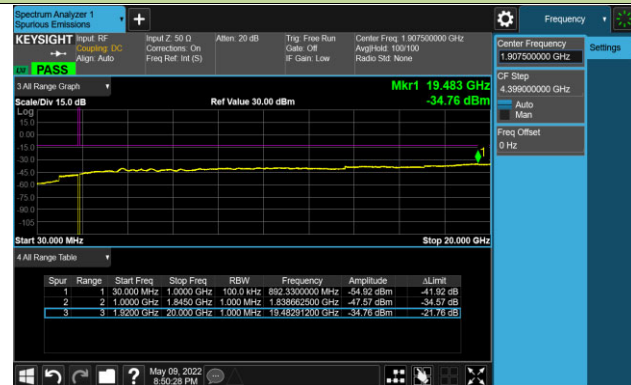 Spectrum Analyzer 1
Spurious Emissions
Frequency
KEYSIGHT
Input: RF
Coupling: DC
Align: Auto
Input Z: 50 Ω
Corrections: On
Freq Ref: Int (S)
Atten: 20 dB
Trig: Free Run
Gate: Off
IF Gain: Low
Center Freq: 1.907500000 GHz
Avg|Hold: 100/100
Radio Std: None
PASS
3 All Range Graph
Mkr1 19.483 GHz
Scale/Div 15.0 dB
Ref Value 30.00 dBm
-34.76 dBm
Log
15.0
0.00
-15.0
-30.0
-45.0
-60.0
-75.0
-90.0
-105
1
Start 30.000 MHz
Stop 20.000 GHz
4 All Range Table
Spur Range Start Freq Stop Freq RBW Frequency Amplitude ΔLimit
1 1 30.000 MHz 1.0000 GHz 100.0 kHz 892.3300000 MHz -54.92 dBm -41.92 dB
2 2 1.0000 GHz 1.8450 GHz 1.000 MHz 1.838662500 GHz -47.57 dBm -34.57 dB
3 3 1.9200 GHz 20.000 GHz 1.000 MHz 19.48291200 GHz -34.76 dBm -21.76 dB
May 09, 2022
8:50:28 PM
Center Frequency
1.907500000 GHz
Settings
CF Step
4.399000000 GHz
Auto
Man
Freq Offset
0 Hz